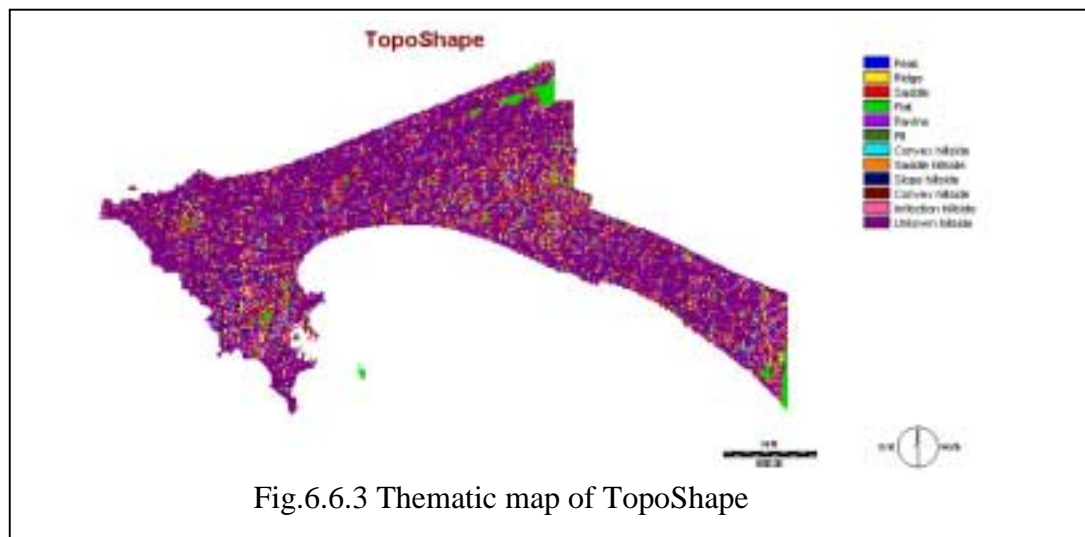 TopoShape
Peak
Ridge
Saddle
Flat
Ravine
Pit
Convex hillside
Saddle hillside
Slope hillside
Convex hillside
Inflection hillside
Unknown hillside
Fig.6.6.3 Thematic map of TopoShape